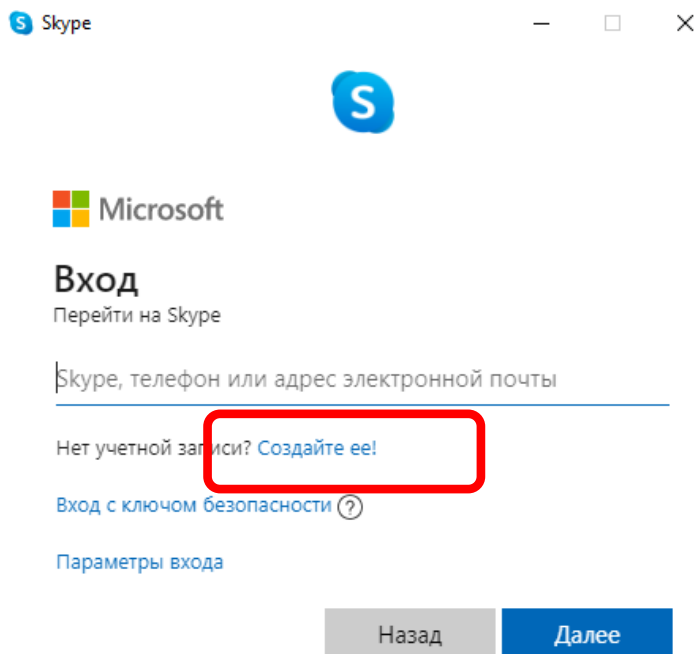 Skype
S
Microsoft
Вход
Перейти на Skype
Skype, телефон или адрес электронной почты
Нет учетной записи? Создайте ее!
Вход с ключом безопасности ?
Параметры входа
Назад Далее